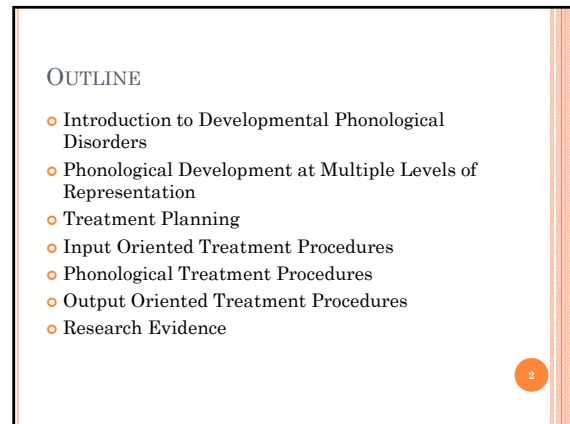 OUTLINE
Introduction to Developmental Phonological
Disorders
Phonological Development at Multiple Levels of
Representation
Treatment Planning
Input Oriented Treatment Procedures
Phonological Treatment Procedures
Output Oriented Treatment Procedures
Research Evidence
2